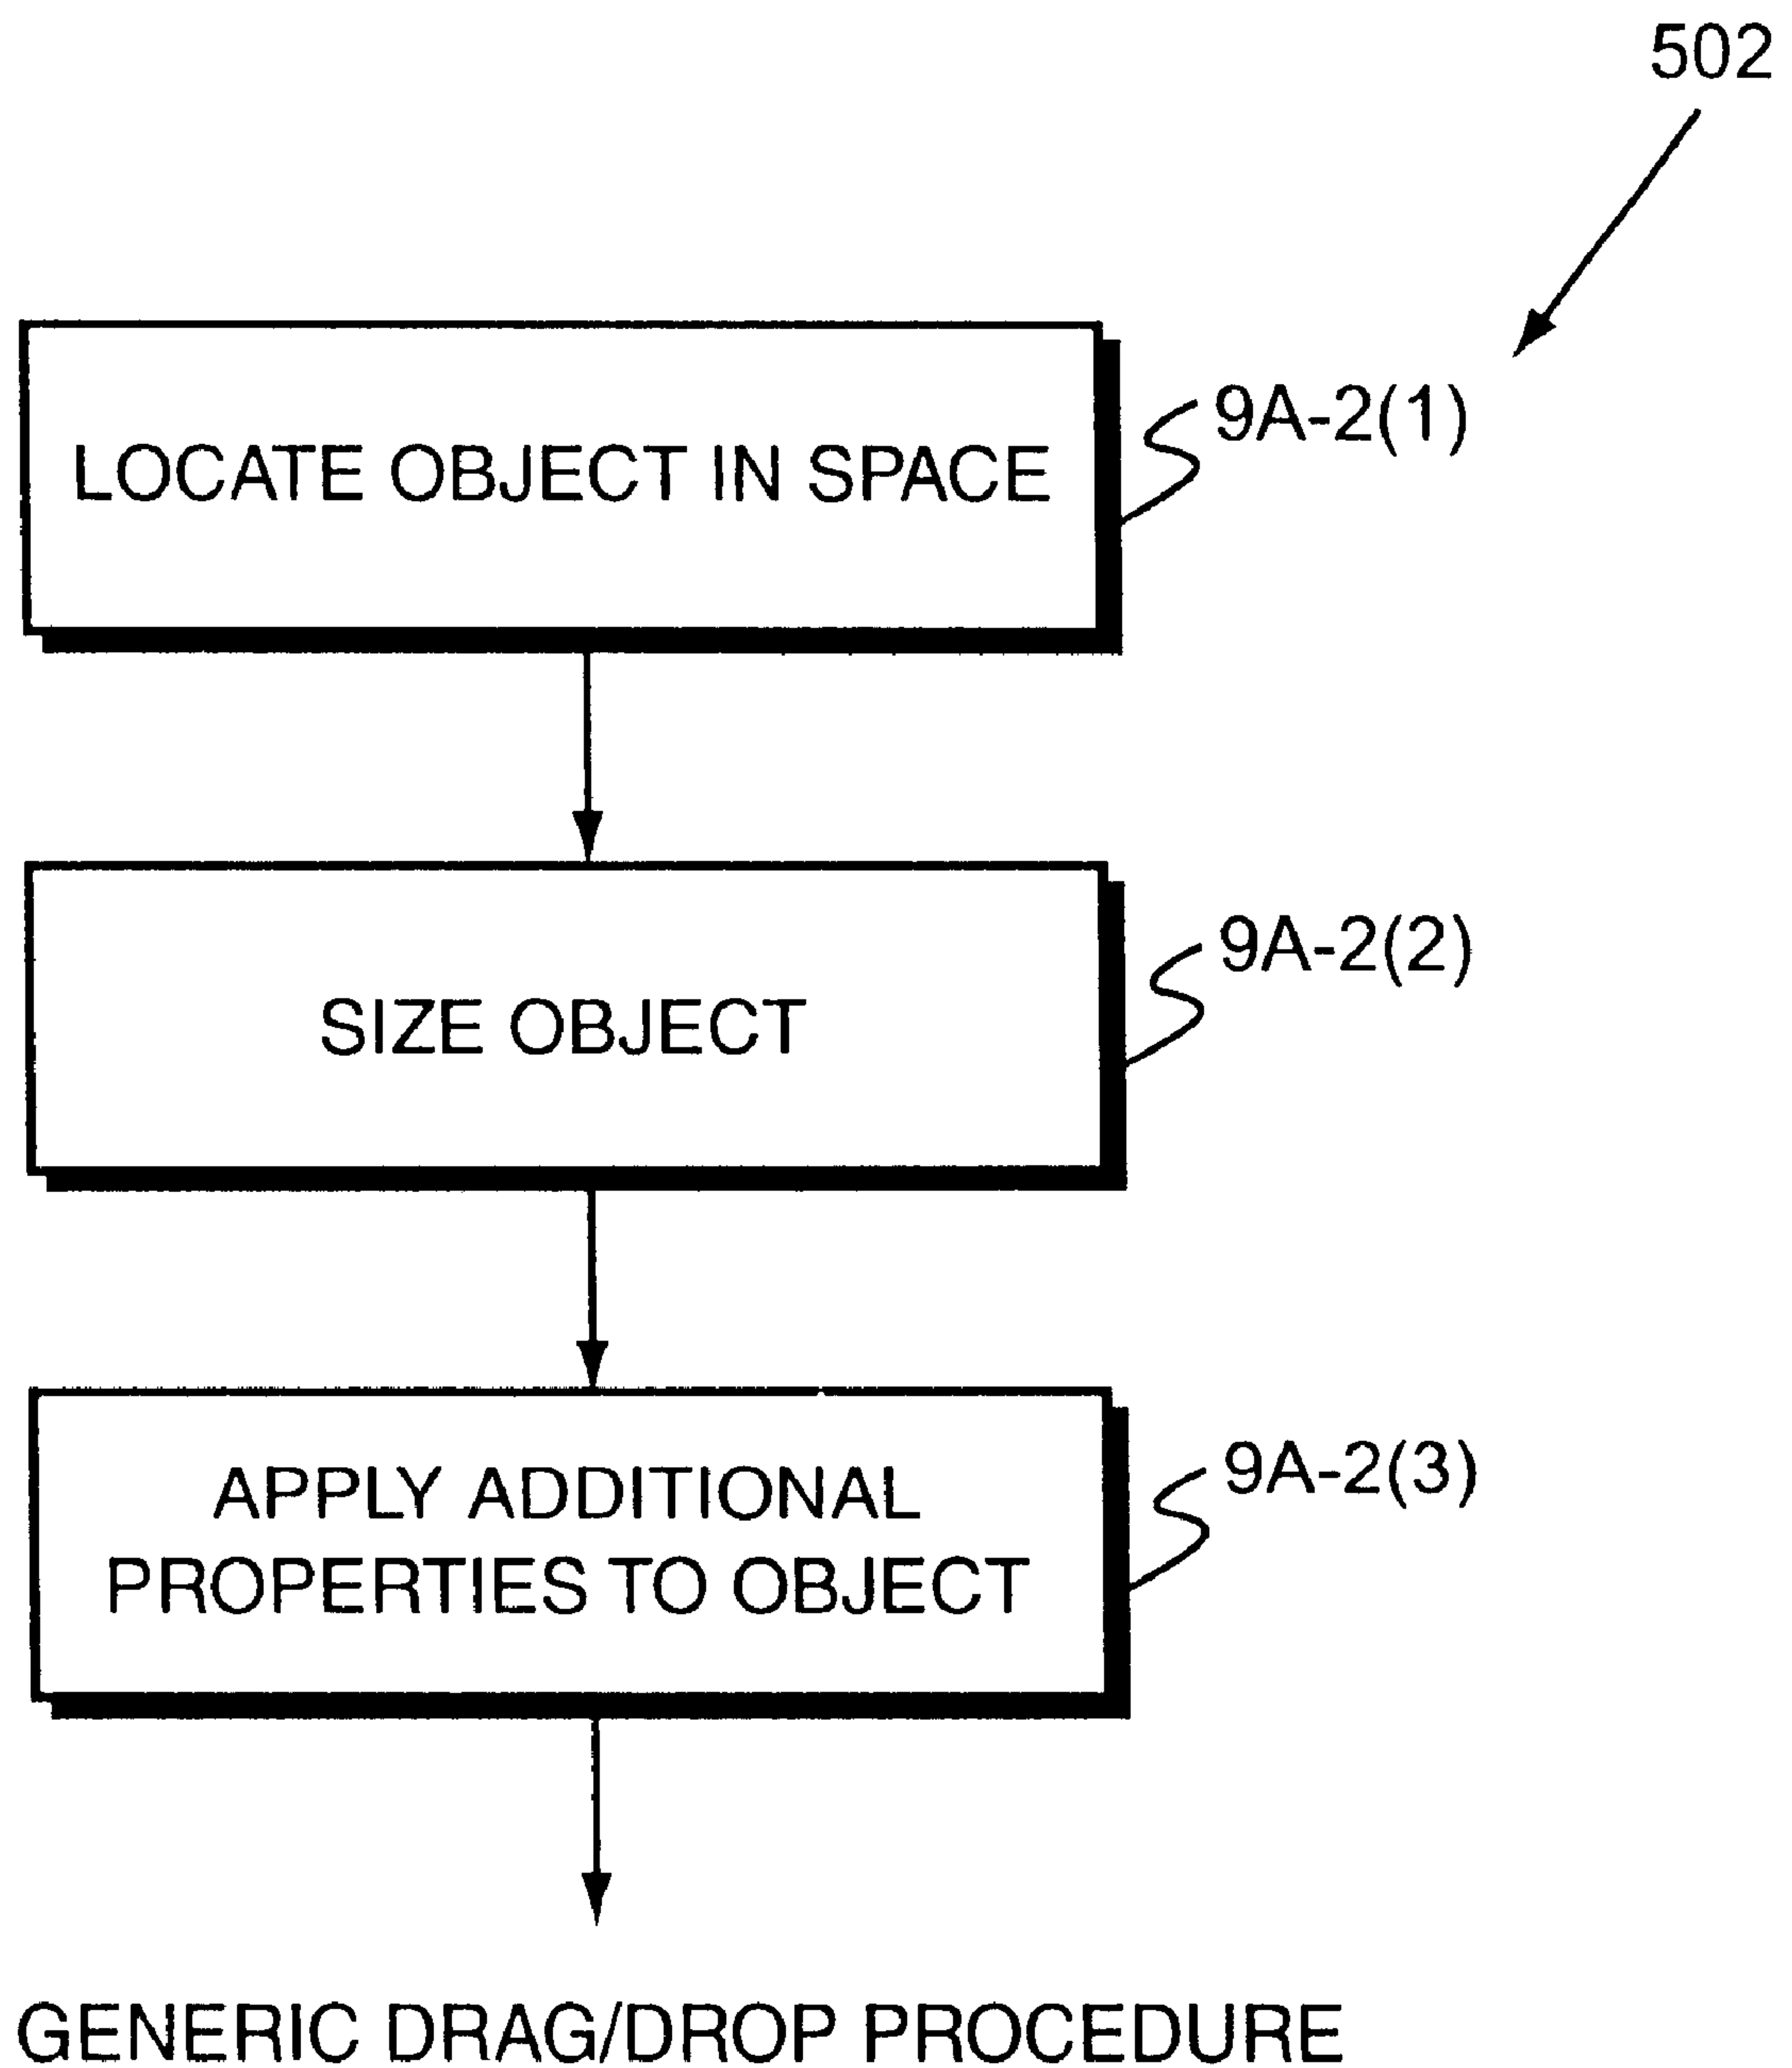 502
LOCATE OBJECT IN SPACE
9A-2(1)
SIZE OBJECT
9A-2(2)
APPLY ADDITIONAL
PROPERTIES TO OBJECT
9A-2(3)
GENERIC DRAG/DROP PROCEDURE